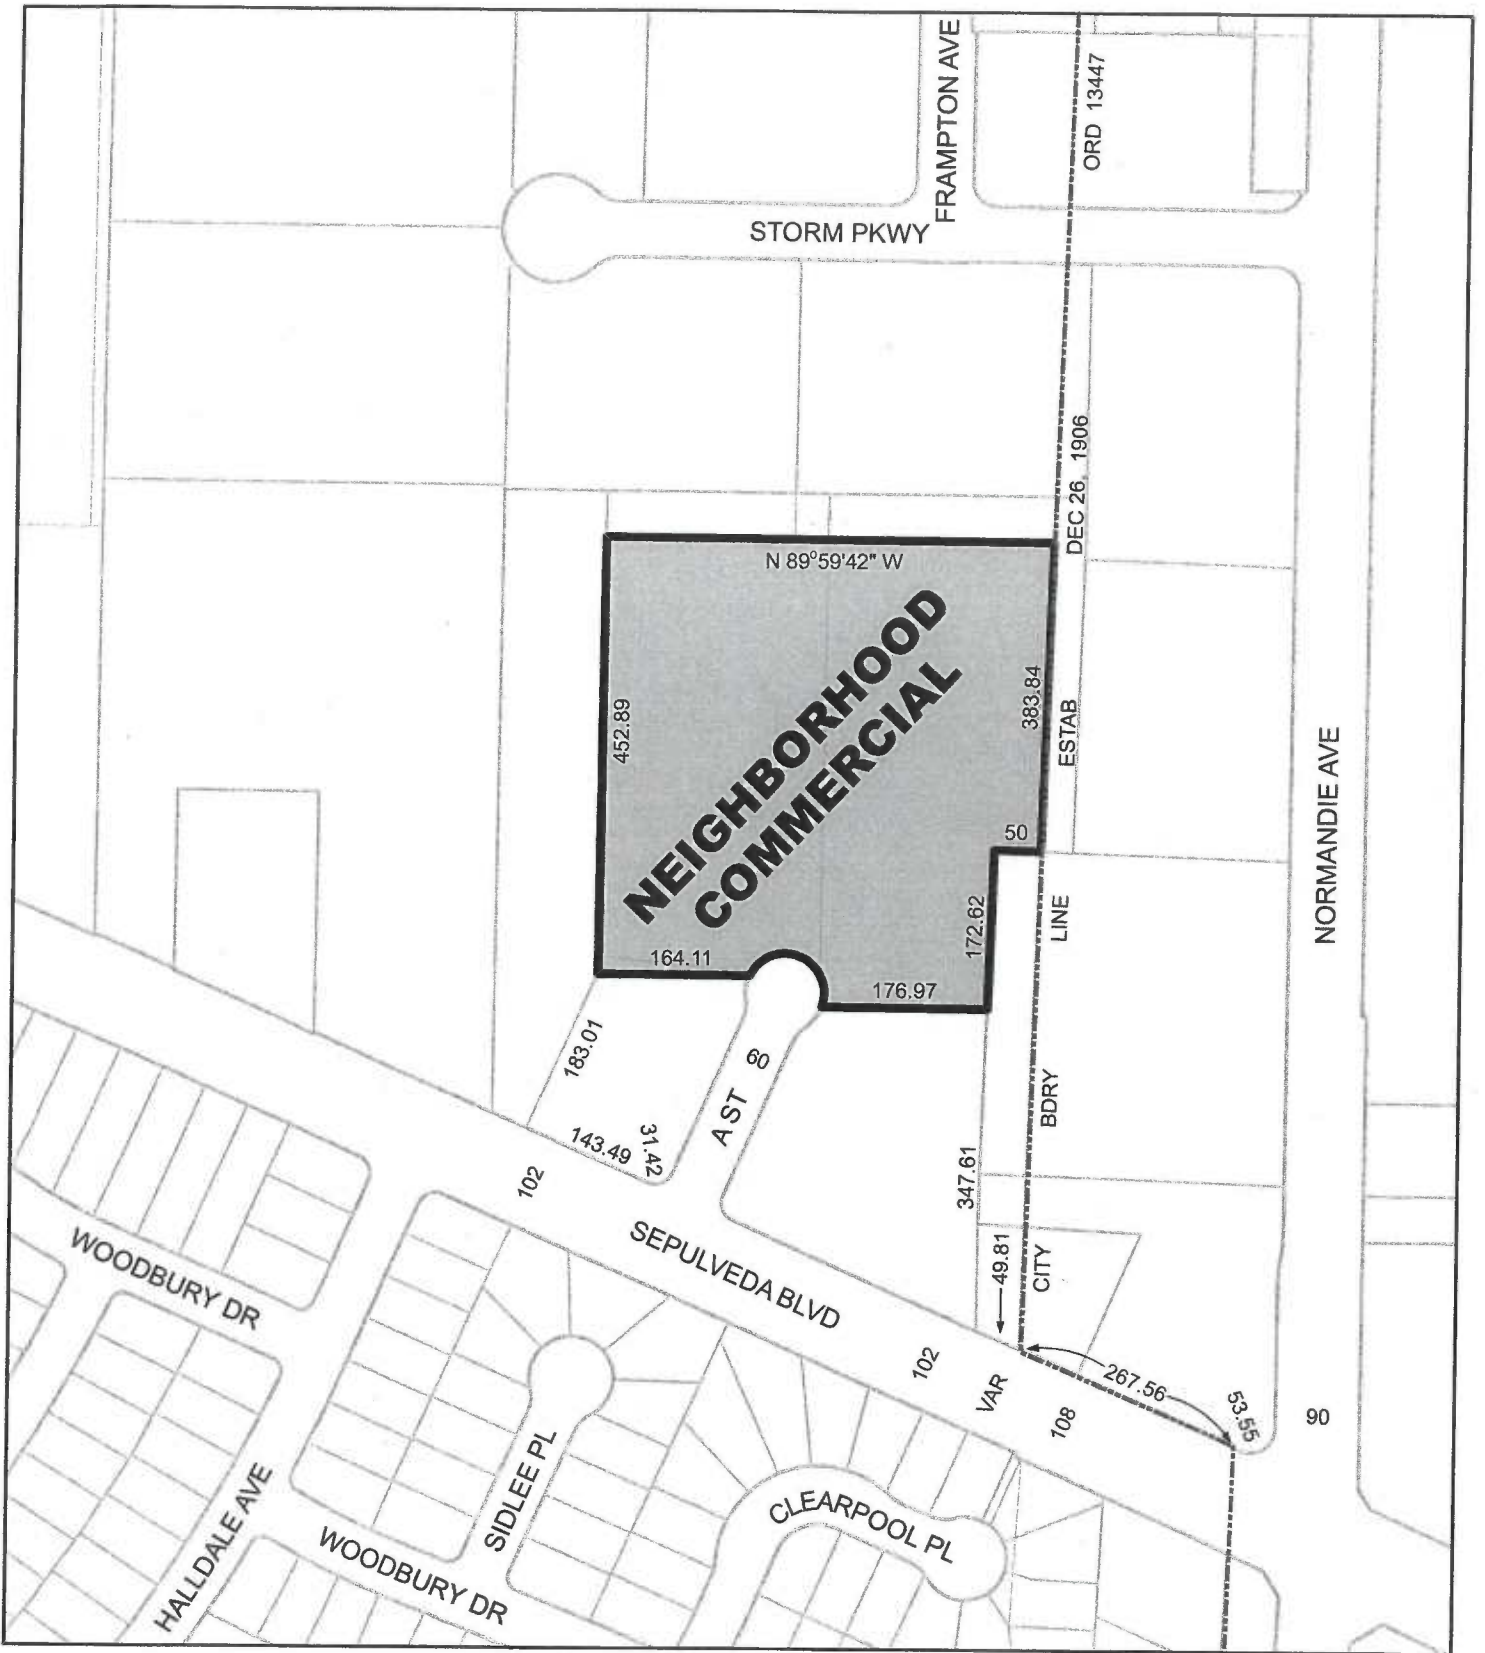 FRAMPTON AVE
ORD 13447
STORM PKWY
DEC 26, 1906
N 89°59'42" W
NEIGHBORHOOD
COMMERCIAL
452.89
383.84
ESTAB
50
NORMANDIE AVE
172.62
LINE
164.11
176.97
183.01
60
A ST
BDRY
143.49
31.42
102
347.61
SEPULVEDA BLVD
49.81
CITY
WOODBURY DR
102
VAR
267.56
108
53.55
90
SIDLEE PL
CLEARPOOL PL
HALLDALE AVE
WOODBURY DR